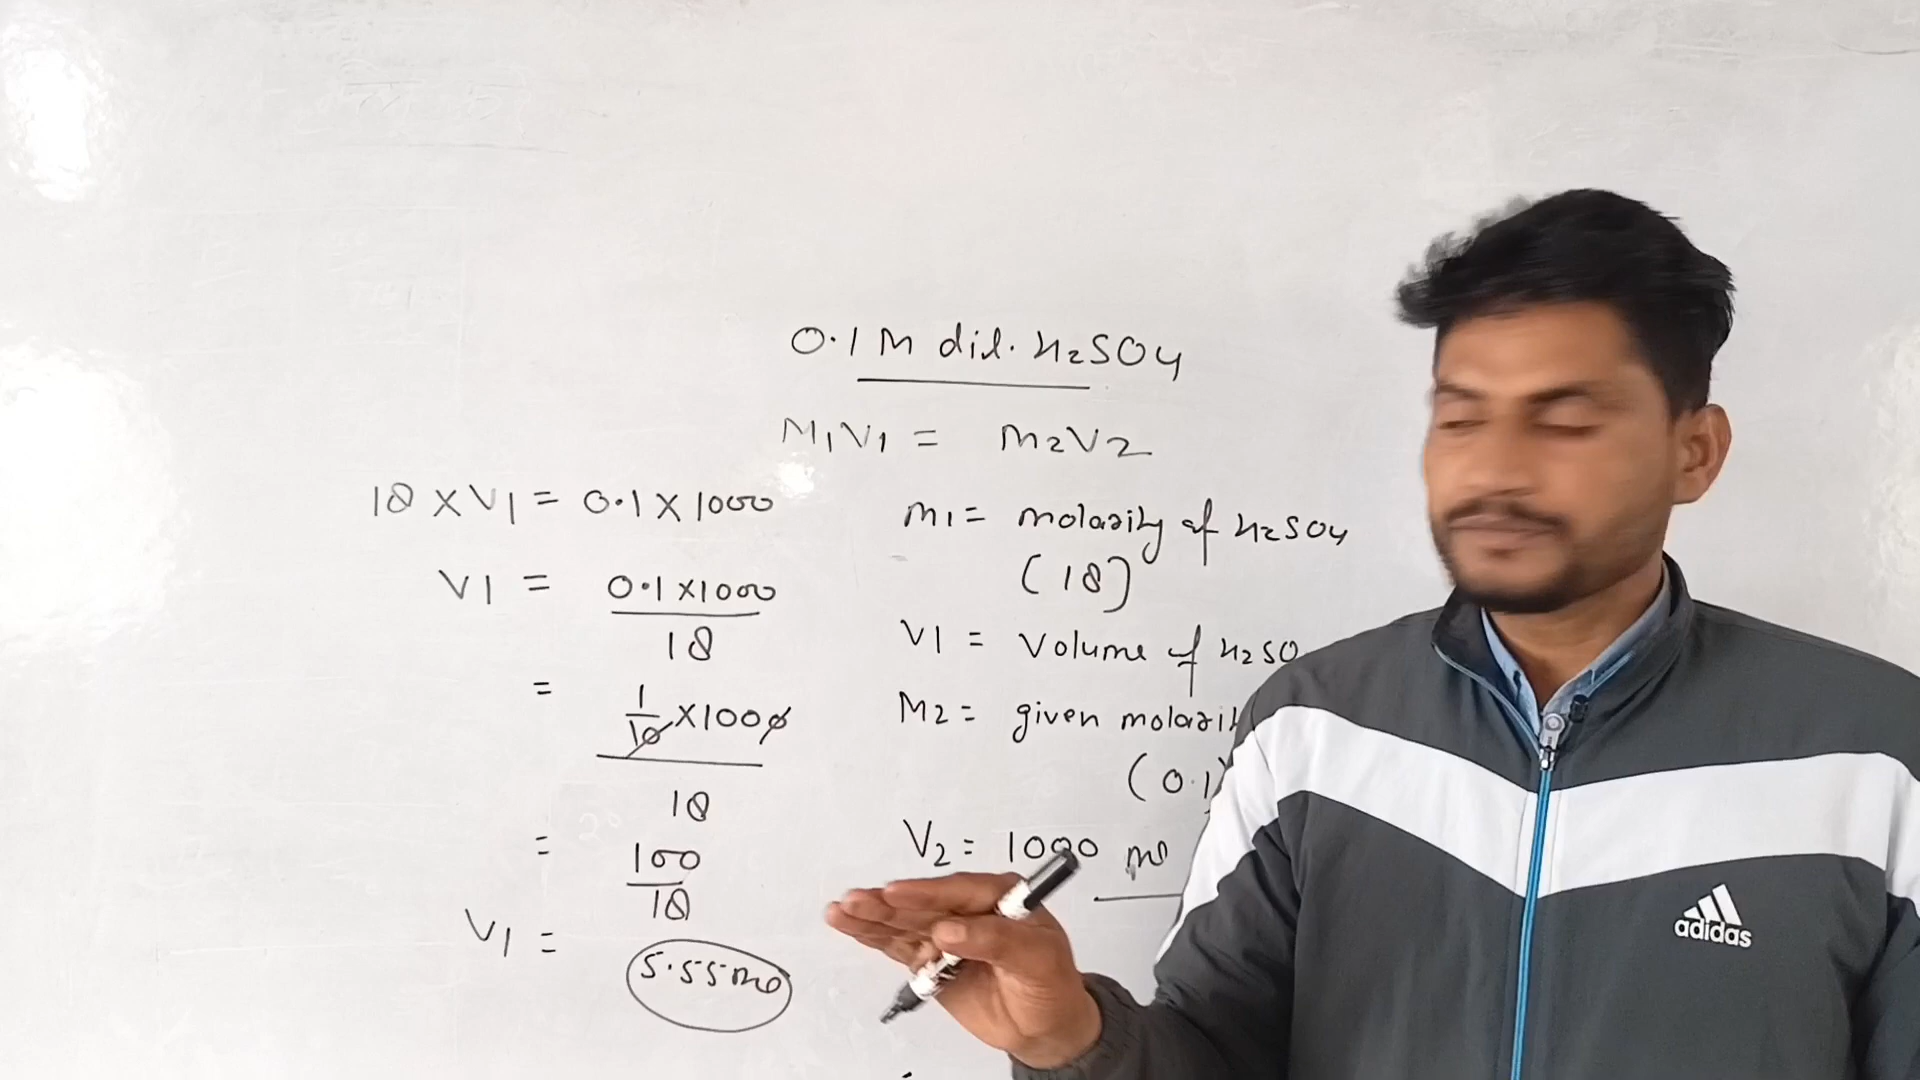 0.1 M dil. H2SO4
M1V1 = M2V2
18 X V1 = 0.1 X 1000
V1 = 0.1 X 1000
18
= 1/10 X 1000
18
= 100
18
V1 = 5.55 ml
M1 = molarity of H2SO4
(18)
V1 = Volume of H2SO
M2 = given molarit
(0.1)
V2 = 1000 ml
adidas